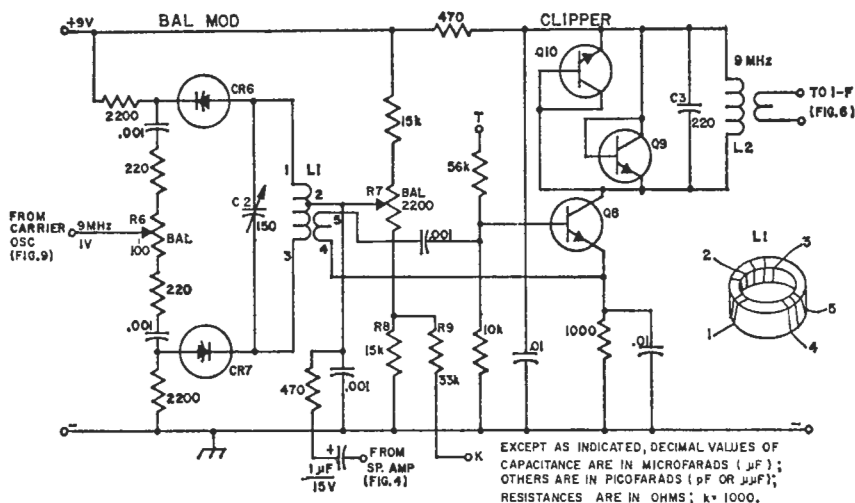 +9V
BAL MOD
470
CLIPPER
Q10
9 MHz
CR6
2200
.001
15k
T
C3
220
TO I-F
(FIG.6)
L2
Q9
220
1
L1
2
56k
R7
BAL
2200
C2
150
Q8
FROM
CARRIER
OSC
(FIG.9)
9MHz
1V
R6
100
BAL
5
.001
3
4
L1
2
3
1
4
5
220
.001
CR7
R8
15k
R9
33k
10k
.01
1000
.01
2200
470
.001
-
-
+
1 µF
15V
FROM
SP. AMP
(FIG.4)
K
EXCEPT AS INDICATED, DECIMAL VALUES OF
CAPACITANCE ARE IN MICROFARADS ( µF ) ;
OTHERS ARE IN PICOFARADS ( pF OR µµF);
RESISTANCES ARE IN OHMS ; k = 1000.